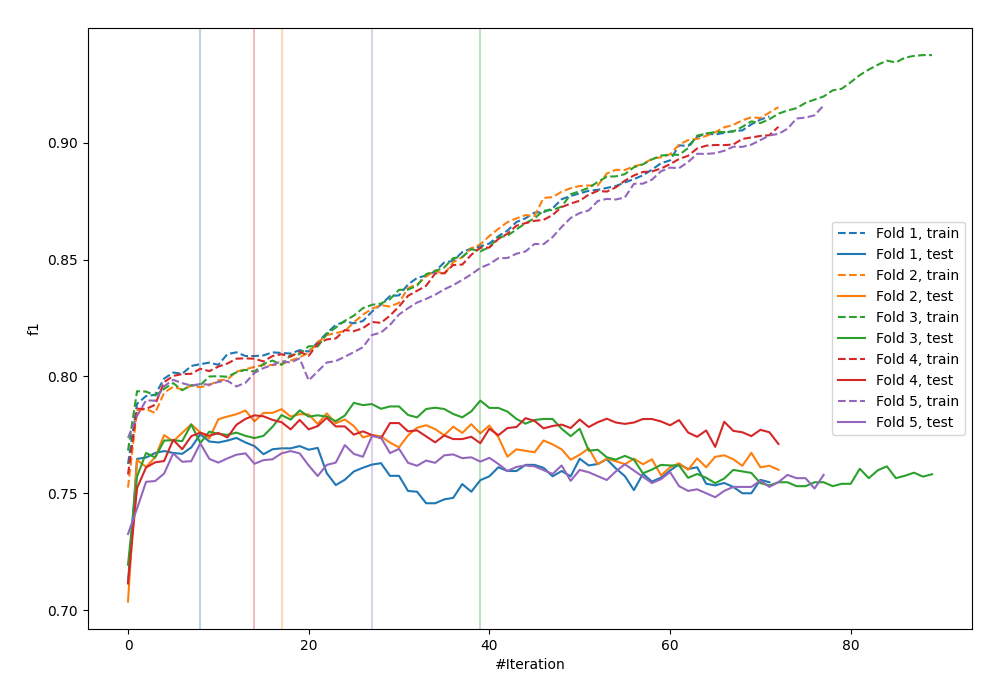 f1
0.90
0.85
0.80
0.75
0.70
0
20
40
60
80
#Iteration
Fold 1, train
Fold 1, test
Fold 2, train
Fold 2, test
Fold 3, train
Fold 3, test
Fold 4, train
Fold 4, test
Fold 5, train
Fold 5, test